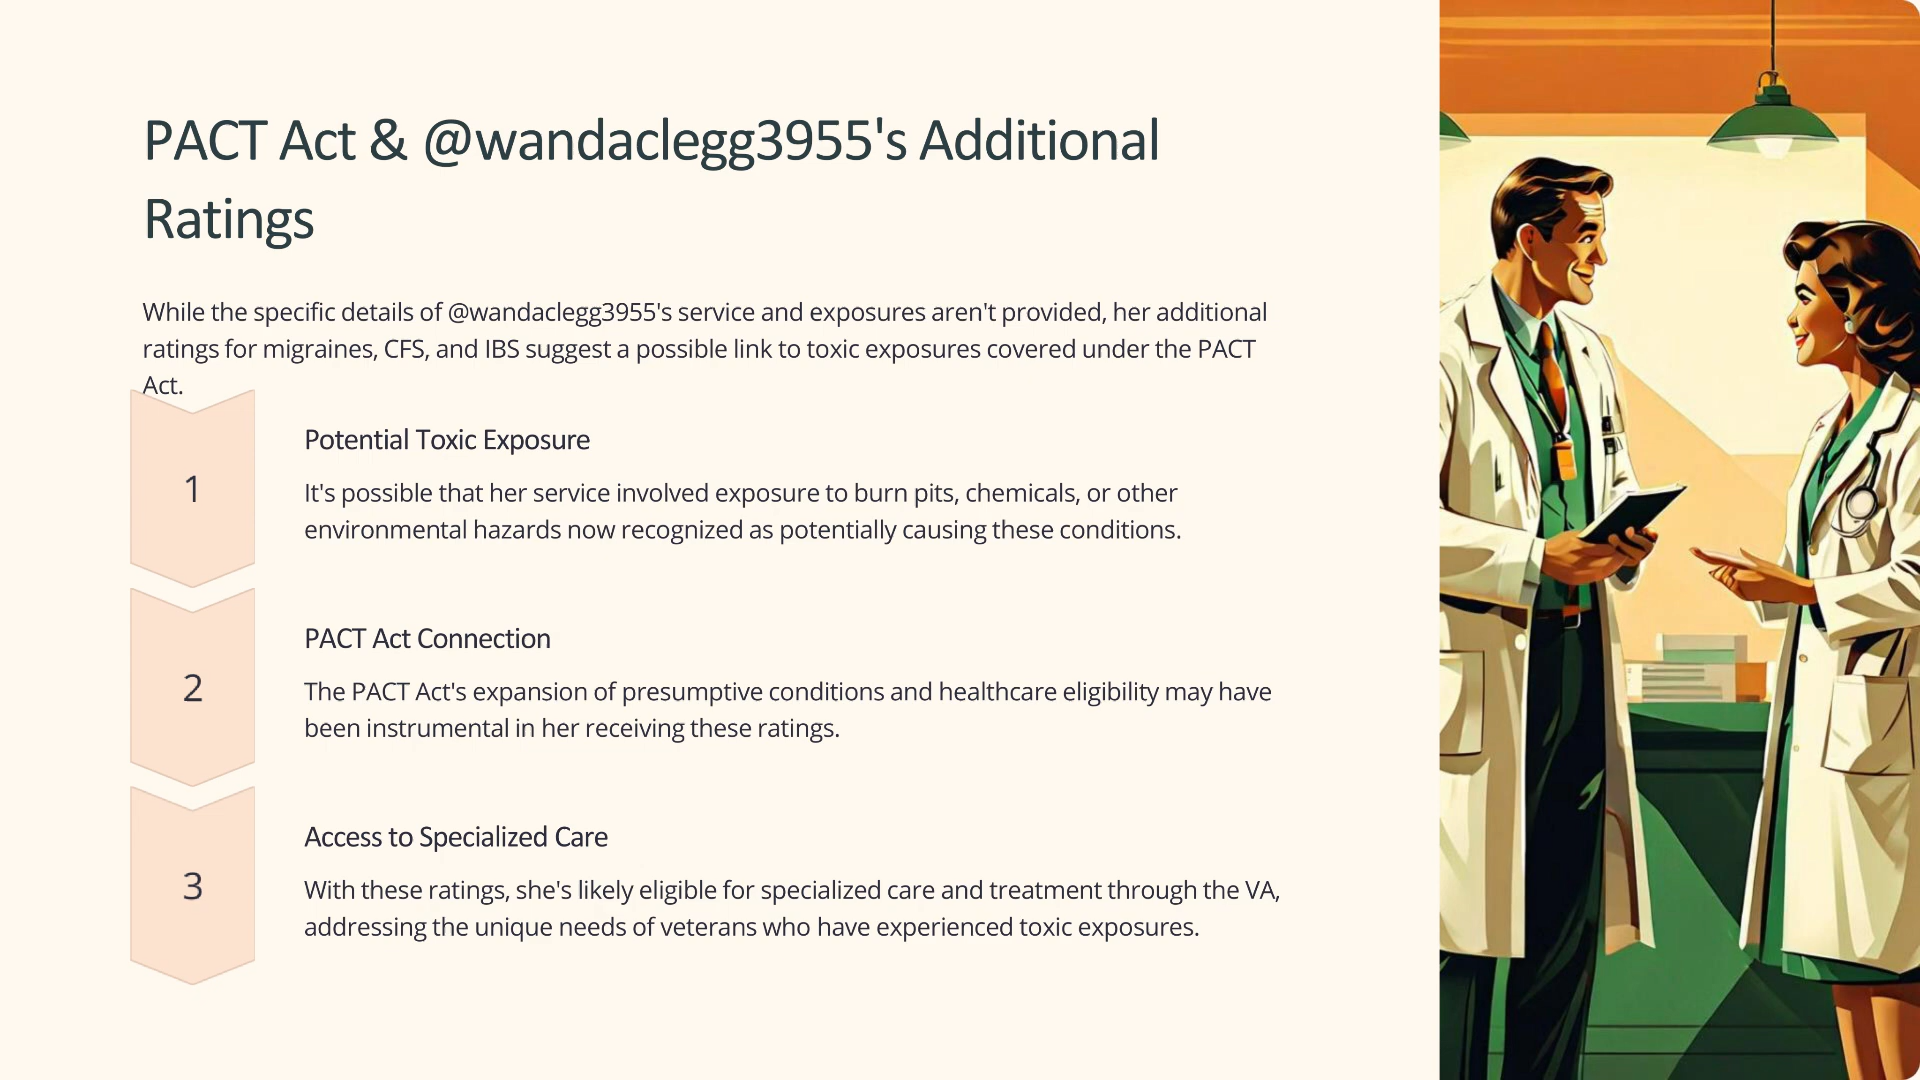 PACT Act & @wandaclegg3955's Additional
Ratings
While the specific details of @wandaclegg3955's service and exposures aren't provided, her additional
ratings for migraines, CFS, and IBS suggest a possible link to toxic exposures covered under the PACT
Act.
1
Potential Toxic Exposure
It's possible that her service involved exposure to burn pits, chemicals, or other
environmental hazards now recognized as potentially causing these conditions.
2
PACT Act Connection
The PACT Act's expansion of presumptive conditions and healthcare eligibility may have
been instrumental in her receiving these ratings.
3
Access to Specialized Care
With these ratings, she's likely eligible for specialized care and treatment through the VA,
addressing the unique needs of veterans who have experienced toxic exposures.